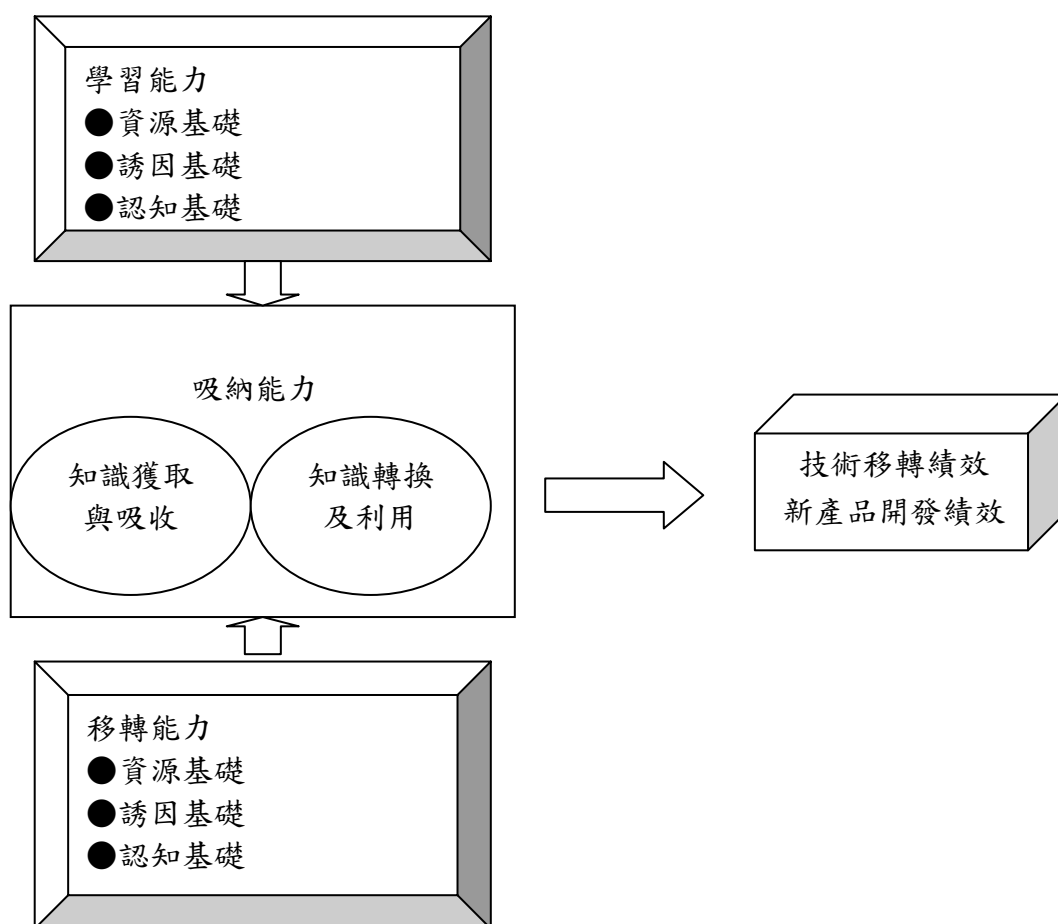 學習能力
●資源基礎
●誘因基礎
●認知基礎
吸納能力
知識獲取
與吸收
知識轉換
及利用
技術移轉績效
新產品開發績效
移轉能力
●資源基礎
●誘因基礎
●認知基礎